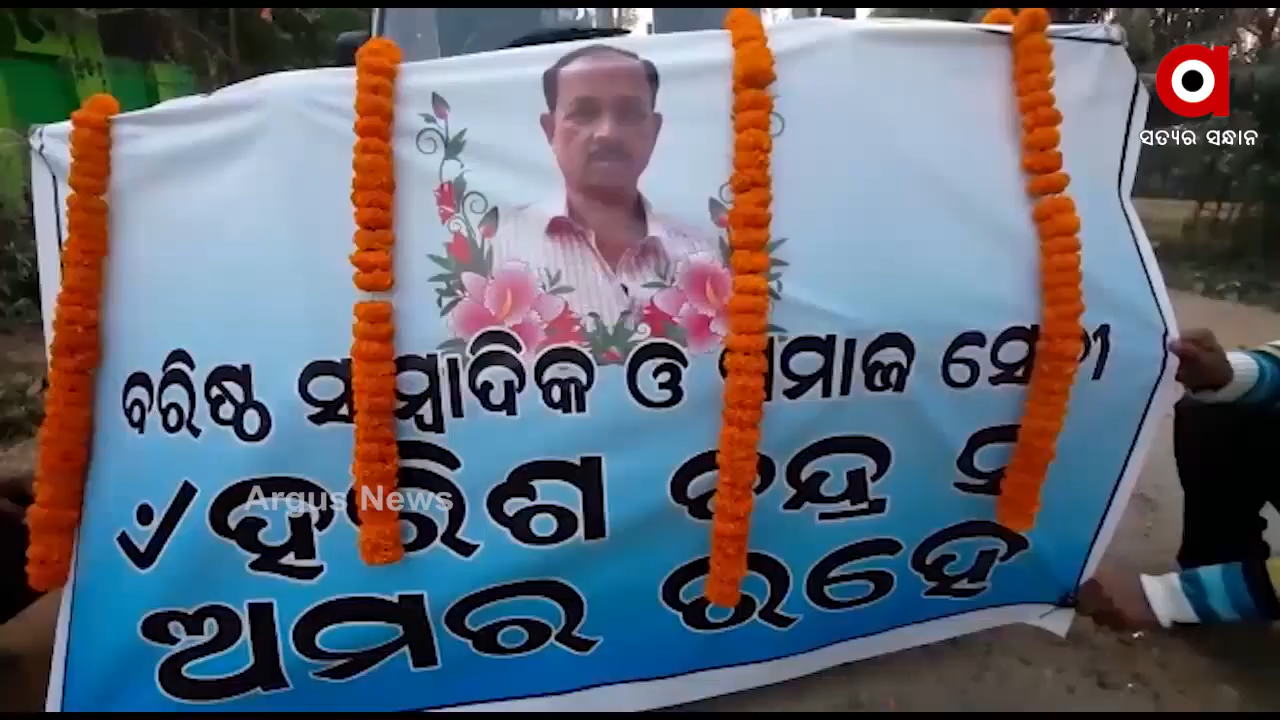 ସତ୍ୟର ସନ୍ଧାନ
ବରିଷ୍ଠ ସାମ୍ବାଦିକ ଓ ସମାଜ ସେବୀ
ଁ ହରିଶ ଚନ୍ଦ୍ର
Argus News
ଅମର ରହେ